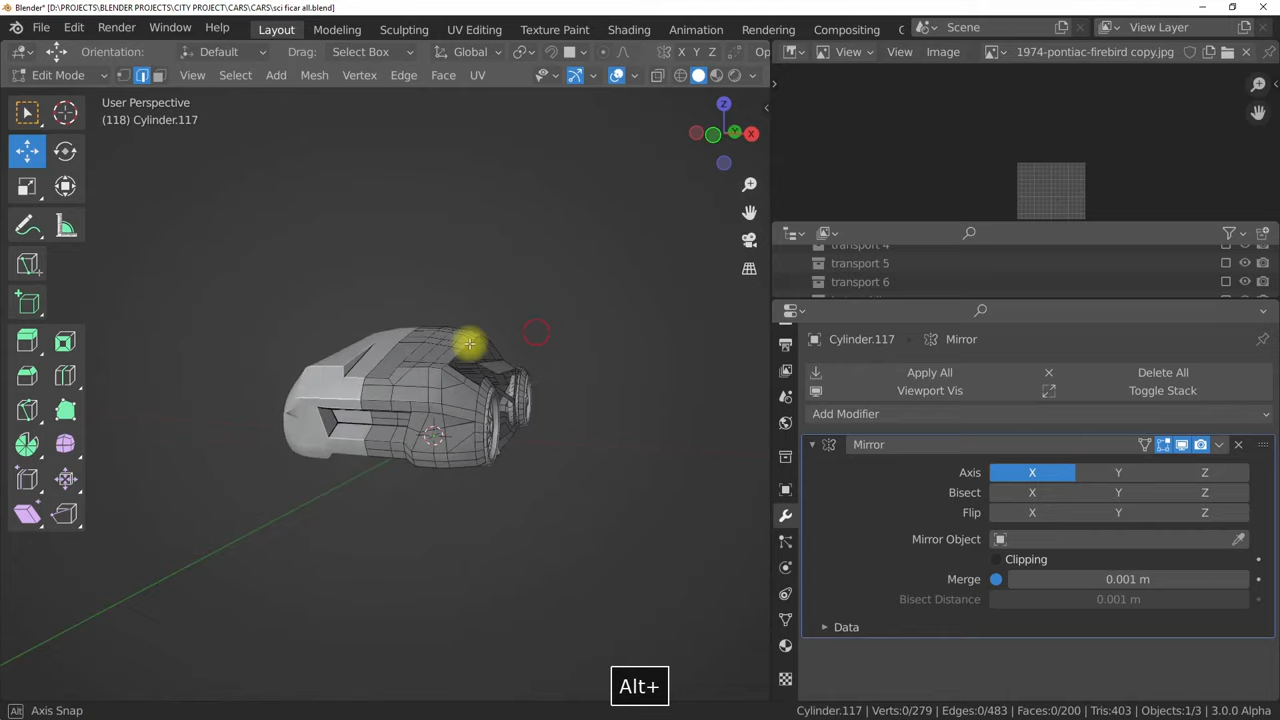 Blender* [D:\PROJECTS\BLENDER PROJECTS\CITY PROJECT\CARS\CARS\sci ficar all.blend]
File Edit Render Window Help Layout Modeling Sculpting UV Editing Texture Paint Shading Animation Rendering Compositing Scene View Layer
Orientation: Default Drag: Select Box Global X Y Z Op View View Image 1974-pontiac-firebird copy.jpg
Edit Mode View Select Add Mesh Vertex Edge Face UV
User Perspective
(118) Cylinder.117
Z
Y X
transport 4
transport 5
transport 6
Cylinder.117 Mirror
Apply All Delete All
Viewport Vis Toggle Stack
Add Modifier
Mirror
Axis X Y Z
Bisect X Y Z
Flip X Y Z
Mirror Object
Clipping
Merge 0.001 m
Bisect Distance 0.001 m
Data
Alt+
Alt Axis Snap Cylinder.117 | Verts:0/279 | Edges:0/483 | Faces:0/200 | Tris:403 | Objects:1/3 | 3.0.0 Alpha